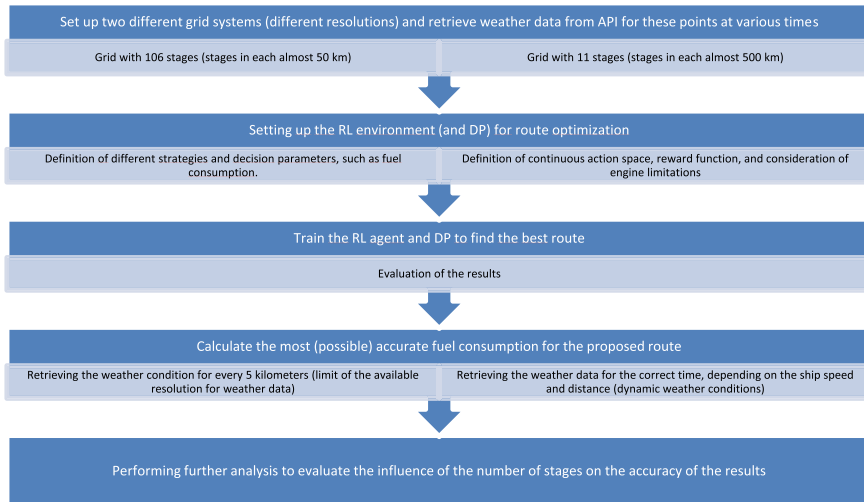 Set up two different grid systems (different resolutions) and retrieve weather data from API for these points at various times
Grid with 106 stages (stages in each almost 50 km)
Grid with 11 stages (stages in each almost 500 km)
Setting up the RL environment (and DP) for route optimization
Definition of different strategies and decision parameters, such as fuel
consumption.
Definition of continuous action space, reward function, and consideration of
engine limitations
Train the RL agent and DP to find the best route
Evaluation of the results
Calculate the most (possible) accurate fuel consumption for the proposed route
Retrieving the weather condition for every 5 kilometers (limit of the available
resolution for weather data)
Retrieving the weather data for the correct time, depending on the ship speed
and distance (dynamic weather conditions)
Performing further analysis to evaluate the influence of the number of stages on the accuracy of the results